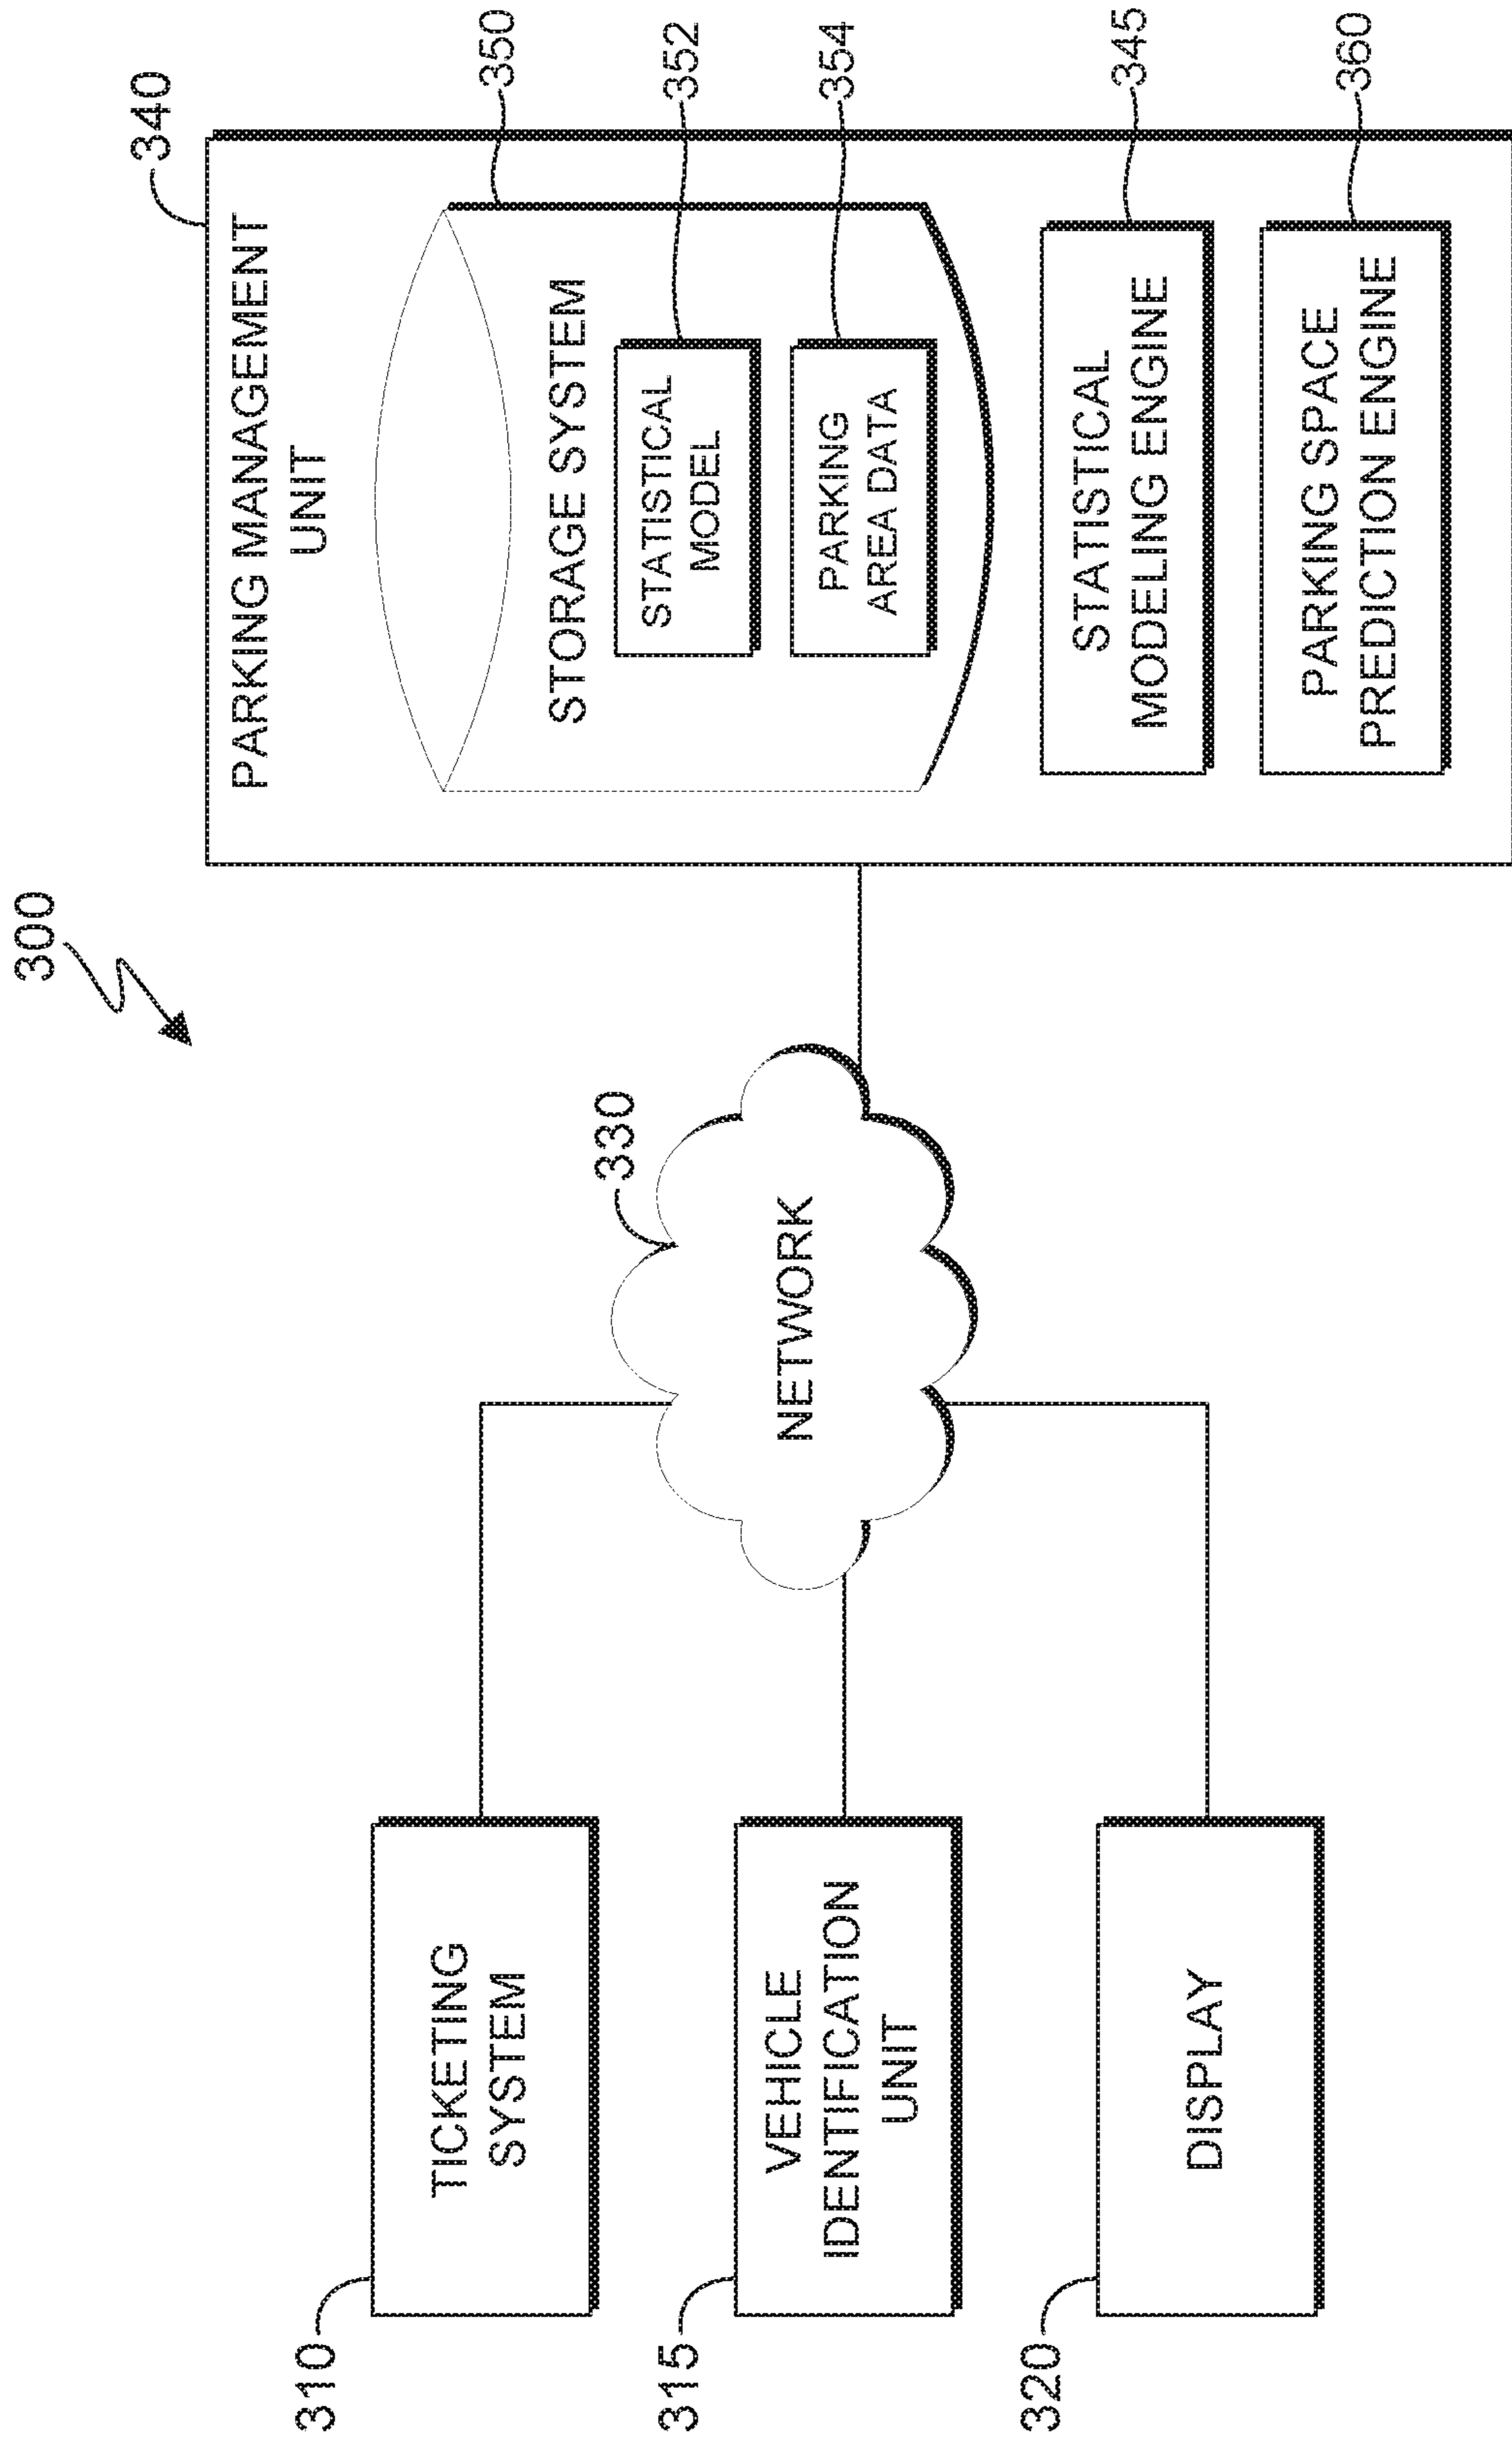 300
310
TICKETING
SYSTEM
315
VEHICLE
IDENTIFICATION
UNIT
320
DISPLAY
330
NETWORK
340
PARKING MANAGEMENT
UNIT
350
STORAGE SYSTEM
352
STATISTICAL
MODEL
354
PARKING
AREA DATA
345
STATISTICAL
MODELING ENGINE
360
PARKING SPACE
PREDICTION ENGINE